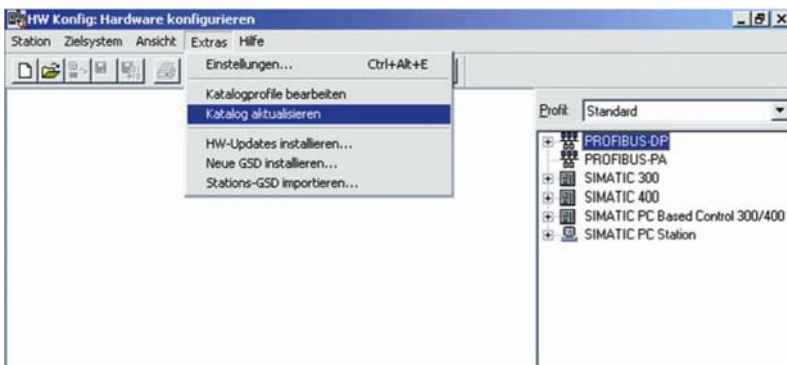 HW Konfig: Hardware konfigurieren
Station Zielsystem Ansicht Extras Hilfe
Einstellungen... Ctrl+Alt+E
Katalogprofile bearbeiten
Katalog aktualisieren
HW-Updates installieren...
Neue GSD installieren...
Stations-GSD importieren...
Profil: Standard
PROFIBUS-DP
PROFIBUS-PA
SIMATIC 300
SIMATIC 400
SIMATIC PC Based Control 300/400
SIMATIC PC Station